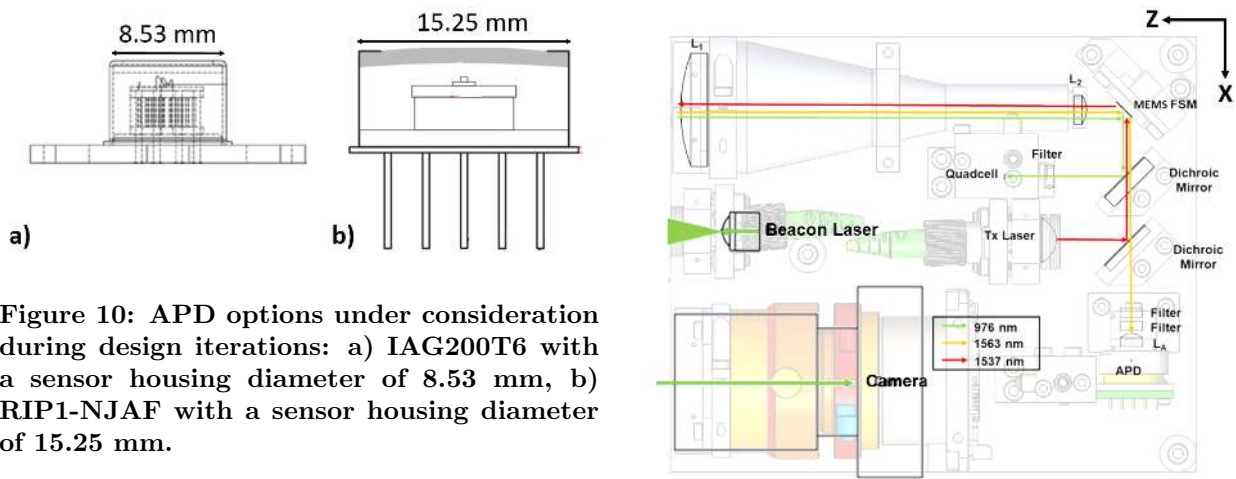 8.53 mm
15.25 mm
a)
b)
Figure 10: APD options under consideration
during design iterations: a) IAG200T6 with
a sensor housing diameter of 8.53 mm, b)
RIP1-NJAF with a sensor housing diameter
of 15.25 mm.
Z
X
L1
L2
MEMS FSM
Filter
Quadcell
Dichroic
Mirror
Beacon Laser
Tx Laser
Dichroic
Mirror
Filter
Filter
LA
976 nm
1563 nm
1537 nm
APD
Camera